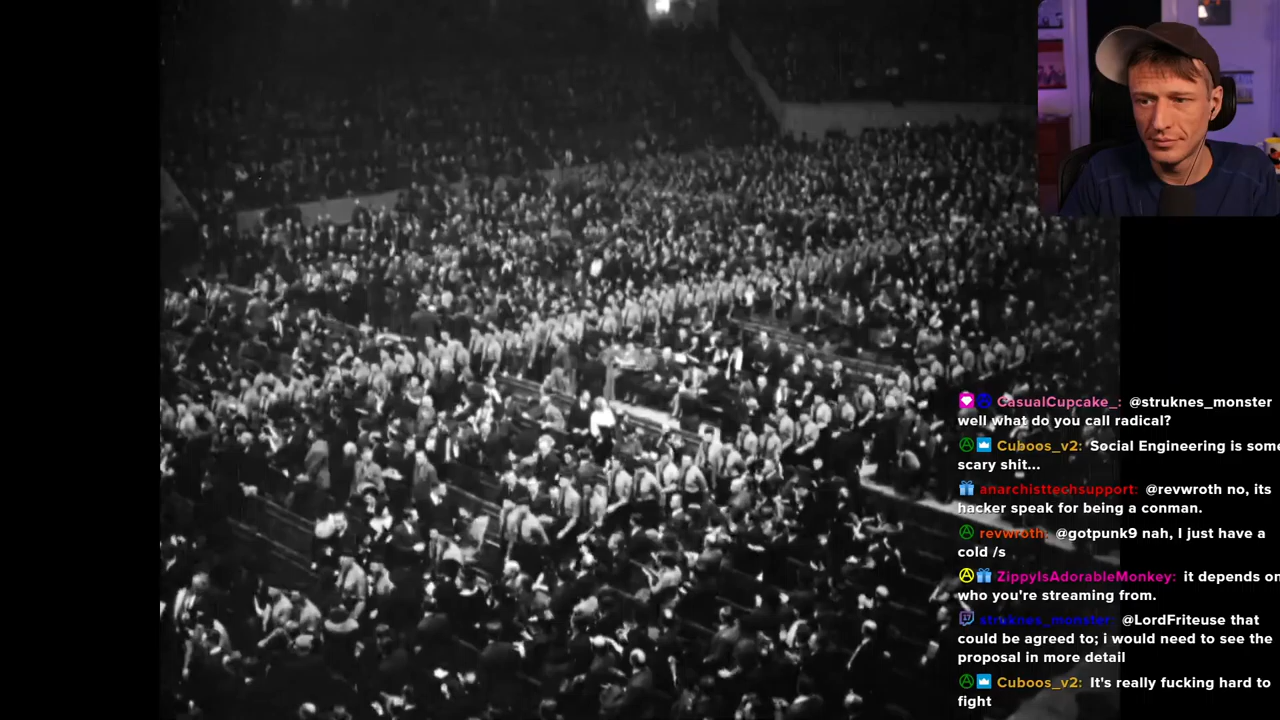 CasualCupcake_: @struknes_monster
well what do you call radical?
Cuboos_v2: Social Engineering is some
scary shit...
anarchisttechsupport: @revwroth no, its
hacker speak for being a conman.
revwroth: @gotpunk9 nah, I just have a
cold /s
ZippyIsAdorableMonkey: it depends on
who you're streaming from.
struknes_monster: @LordFriteuse that
could be agreed to; i would need to see the
proposal in more detail
Cuboos_v2: It's really fucking hard to
fight